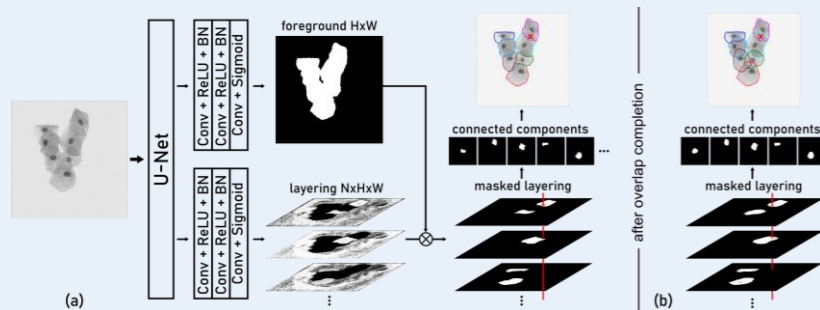 foreground HxW
U-Net
Conv + ReLU + BN
Conv + ReLU + BN
Conv + Sigmoid
Conv + ReLU + BN
Conv + ReLU + BN
Conv + Sigmoid
layering NxHxW
...
(a)
connected components
...
masked layering
...
after overlap completion
connected components
masked layering
...
(b)